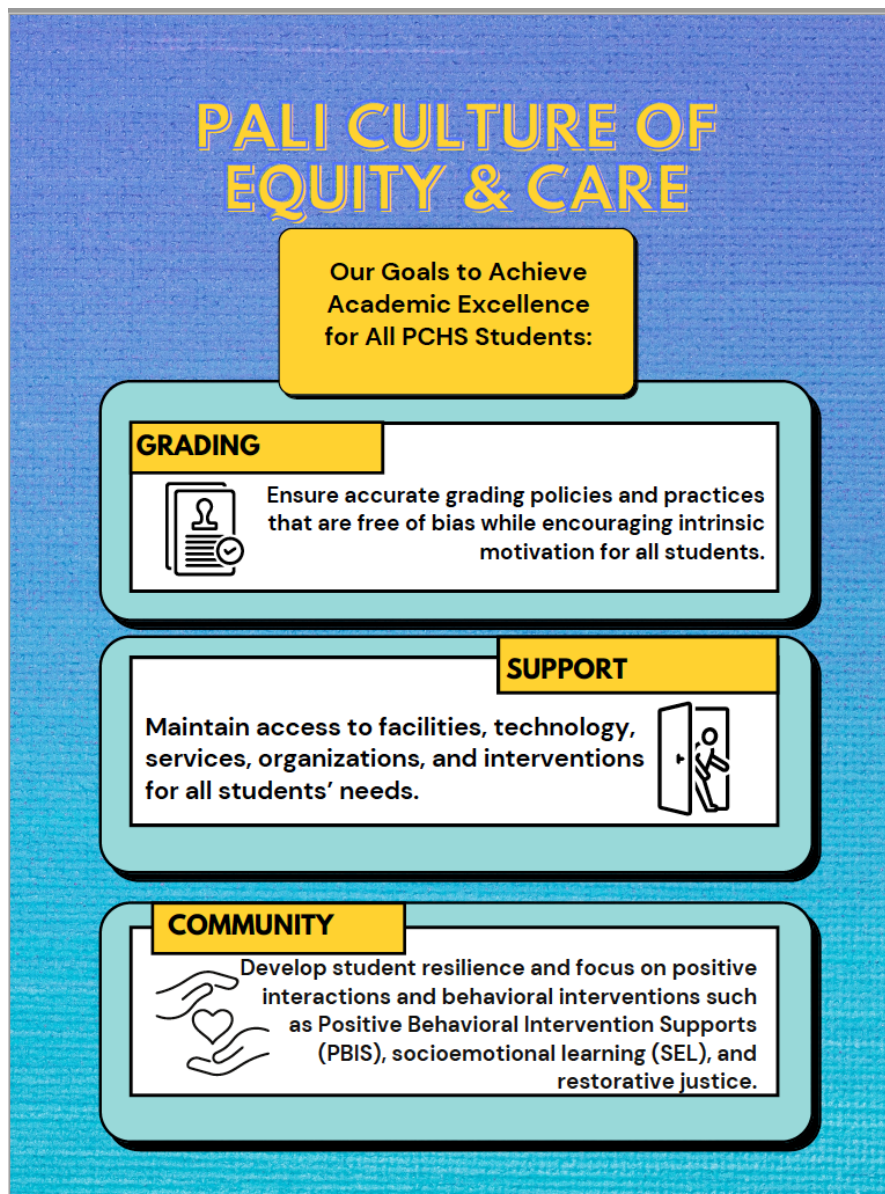 PALI CULTURE OF
EQUITY & CARE
Our Goals to Achieve
Academic Excellence
for All PCHS Students:
GRADING
Ensure accurate grading policies and practices
that are free of bias while encouraging intrinsic
motivation for all students.
SUPPORT
Maintain access to facilities, technology,
services, organizations, and interventions
for all students’ needs.
COMMUNITY
Develop student resilience and focus on positive
interactions and behavioral interventions such
as Positive Behavioral Intervention Supports
(PBIS), socioemotional learning (SEL), and
restorative justice.